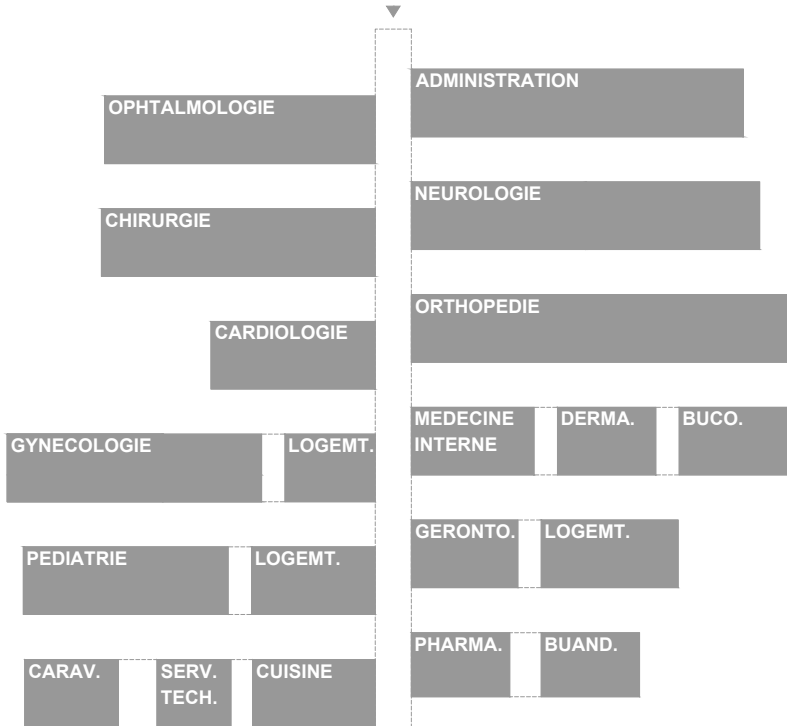 ADMINISTRATION
OPHTALMOLOGIE
NEUROLOGIE
CHIRURGIE
ORTHOPEDIE
CARDIOLOGIE
MEDECINE
INTERNE
DERMA.
BUCO.
GYNECOLOGIE
LOGEMT.
GERONTO.
LOGEMT.
PEDIATRIE
LOGEMT.
PHARMA.
BUAND.
CARAV.
SERV.
TECH.
CUISINE